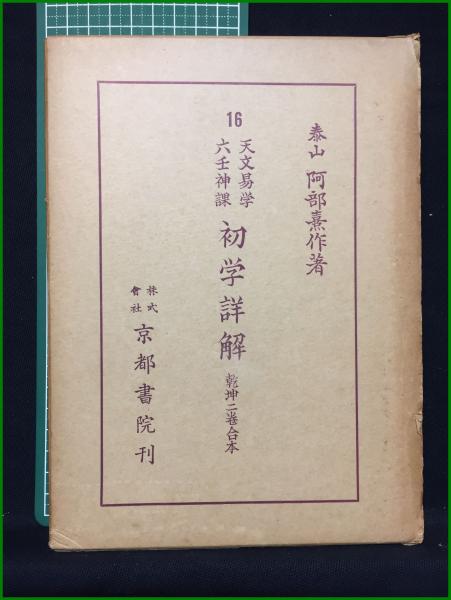 泰山 阿部熹作著
16
天文易学
六壬神課
初学詳解 乾坤二巻合本
株式
會社
京都書院刊